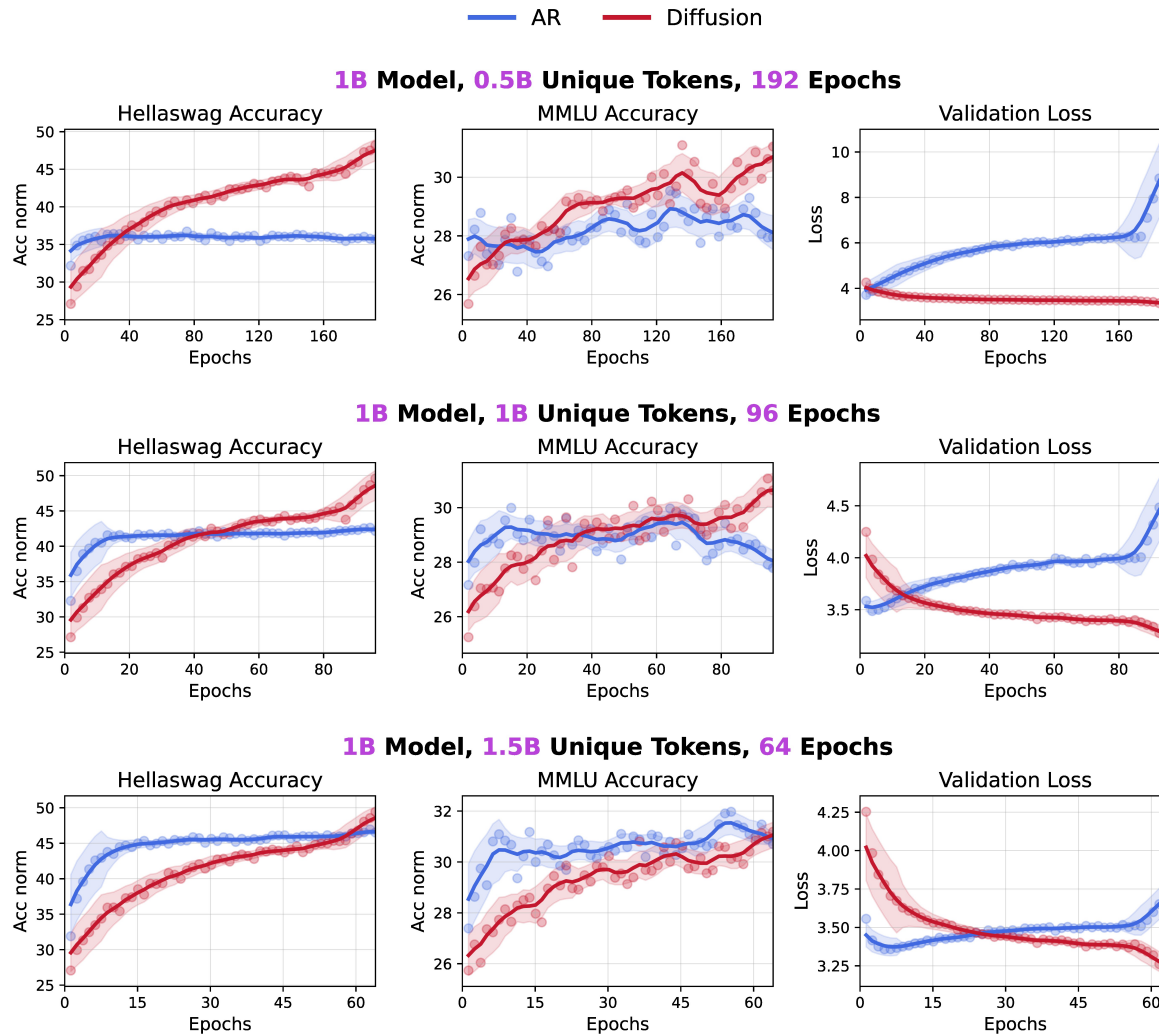 AR Diffusion
1B Model, 0.5B Unique Tokens, 192 Epochs
Hellaswag Accuracy
Acc norm
50
45
40
35
30
25
0 40 80 120 160
Epochs
MMLU Accuracy
Acc norm
30
28
26
0 40 80 120 160
Epochs
Validation Loss
Loss
10
8
6
4
0 40 80 120 160
Epochs
1B Model, 1B Unique Tokens, 96 Epochs
Hellaswag Accuracy
Acc norm
50
45
40
35
30
25
0 20 40 60 80
Epochs
MMLU Accuracy
Acc norm
30
28
26
0 20 40 60 80
Epochs
Validation Loss
Loss
4.5
4.0
3.5
0 20 40 60 80
Epochs
1B Model, 1.5B Unique Tokens, 64 Epochs
Hellaswag Accuracy
Acc norm
50
45
40
35
30
25
0 15 30 45 60
Epochs
MMLU Accuracy
Acc norm
32
30
28
26
0 15 30 45 60
Epochs
Validation Loss
Loss
4.25
4.00
3.75
3.50
3.25
0 15 30 45 60
Epochs